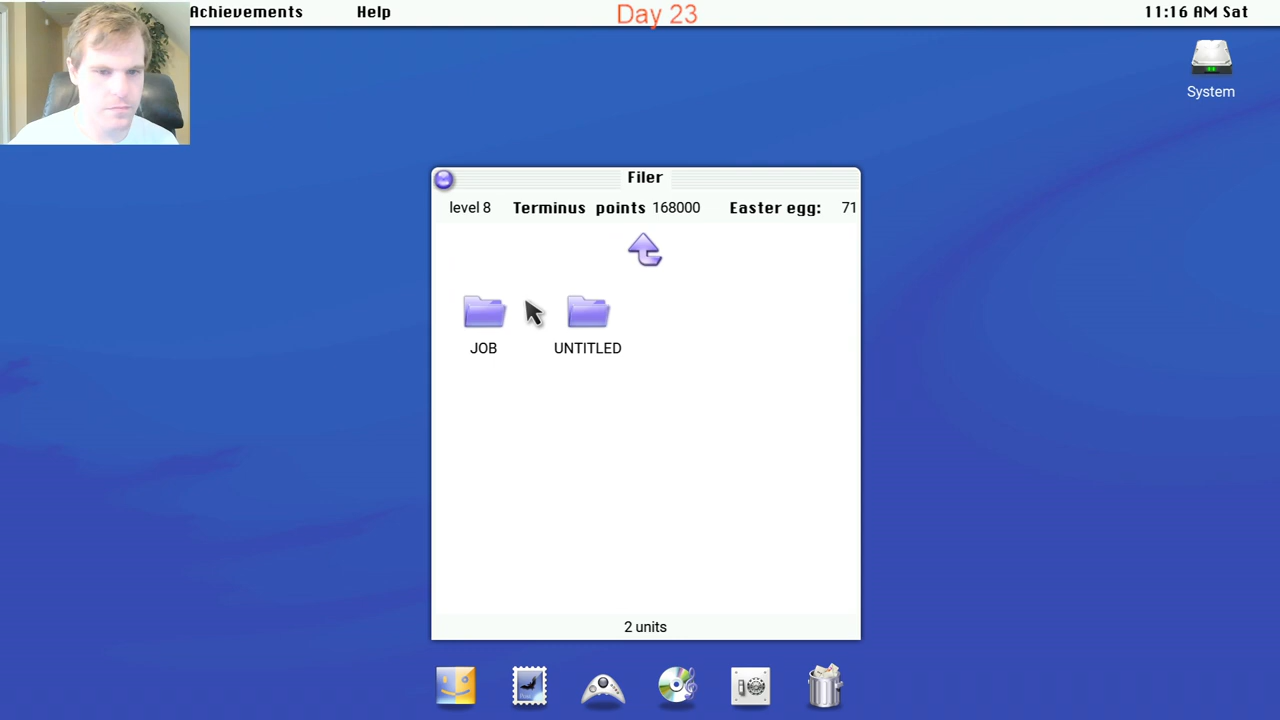 Achievements Help Day 23 11:16 AM Sat
System
Filer
level 8 Terminus points 168000 Easter egg: 71
JOB UNTITLED
2 units